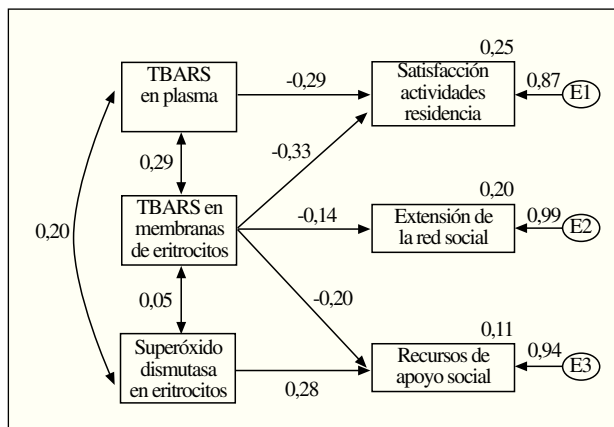 0,25
TBARS
en plasma
-0,29
Satisfacción
actividades
residencia
0,87
E1
0,29
-0,33
0,20
0,20
TBARS en
membranas
de eritrocitos
-0,14
Extensión de
la red social
0,99
E2
0,05
-0,20
0,11
Superóxido
dismutasa
en eritrocitos
0,28
Recursos de
apoyo social
0,94
E3